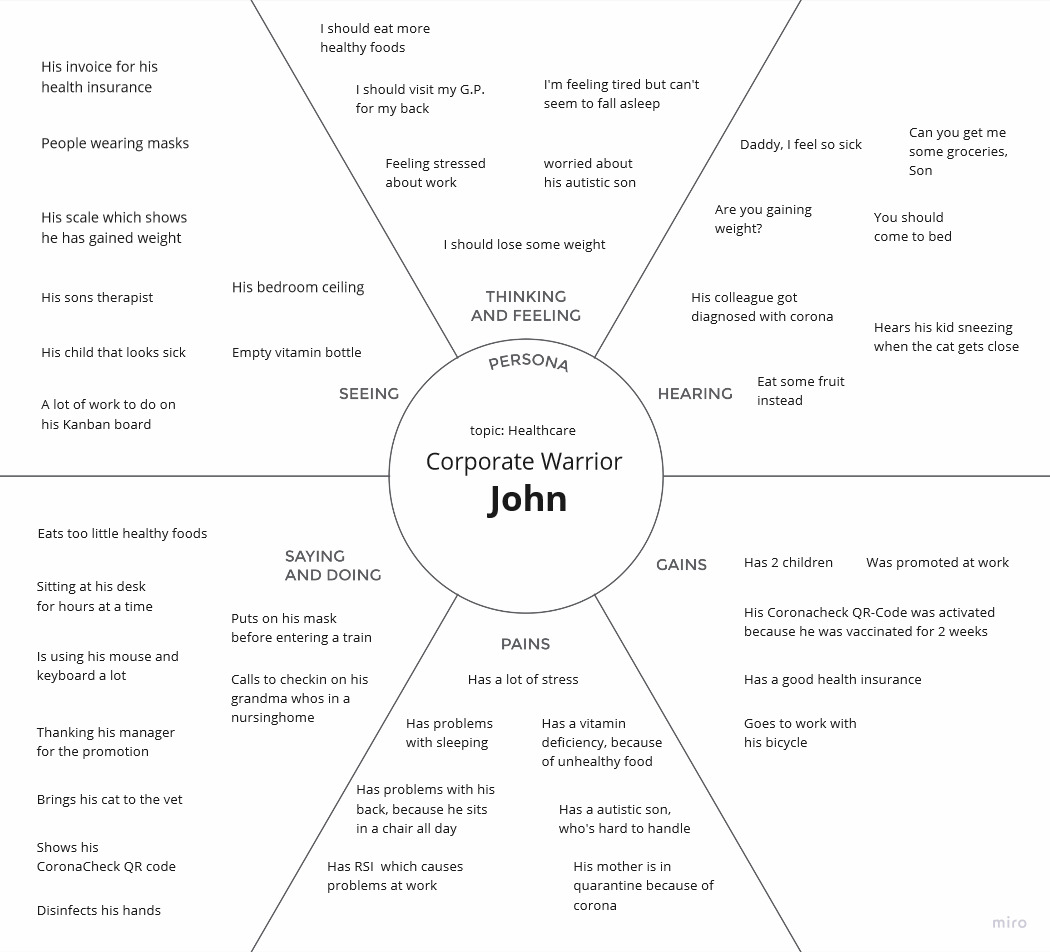 I should eat more
healthy foods
I should visit my G.P.
for my back
I'm feeling tired but can't
seem to fall asleep
Feeling stressed
about work
worried about
his autistic son
I should lose some weight
THINKING
AND FEELING
His invoice for his
health insurance
People wearing masks
His scale which shows
he has gained weight
His sons therapist
His bedroom ceiling
His child that looks sick
Empty vitamin bottle
A lot of work to do on
his Kanban board
SEEING
Daddy, I feel so sick
Can you get me
some groceries,
Son
Are you gaining
weight?
You should
come to bed
His colleague got
diagnosed with corona
Hears his kid sneezing
when the cat gets close
Eat some fruit
instead
HEARING
PERSONA
topic: Healthcare
Corporate Warrior
John
SAYING
AND DOING
Eats too little healthy foods
Sitting at his desk
for hours at a time
Puts on his mask
before entering a train
Is using his mouse and
keyboard a lot
Calls to checkin on his
grandma whos in a
nursinghome
Thanking his manager
for the promotion
Brings his cat to the vet
Shows his
CoronaCheck QR code
Disinfects his hands
PAINS
Has a lot of stress
Has problems
with sleeping
Has a vitamin
deficiency, because
of unhealthy food
Has problems with his
back, because he sits
in a chair all day
Has a autistic son,
who's hard to handle
Has RSI  which causes
problems at work
His mother is in
quarantine because of
corona
GAINS
Has 2 children
Was promoted at work
His Coronacheck QR-Code was activated
because he was vaccinated for 2 weeks
Has a good health insurance
Goes to work with
his bicycle
miro